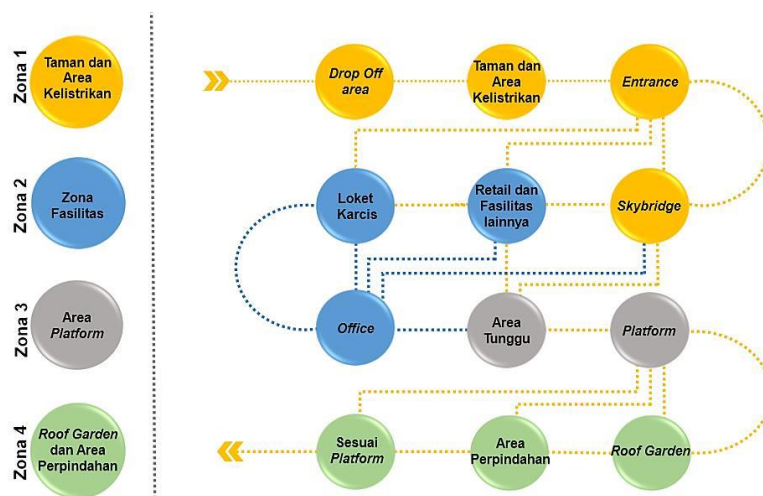 Zona 1
Taman dan
Area
Kelistrikan
Drop Off
area
Taman dan
Area
Kelistrikan
Entrance
Zona 2
Zona
Fasilitas
Loket
Karcis
Retail dan
Fasilitas
lainnya
Skybridge
Zona 3
Area
Platform
Office
Area
Tunggu
Platform
Zona 4
Roof Garden
dan Area
Perpindahan
Sesuai
Platform
Area
Perpindahan
Roof Garden